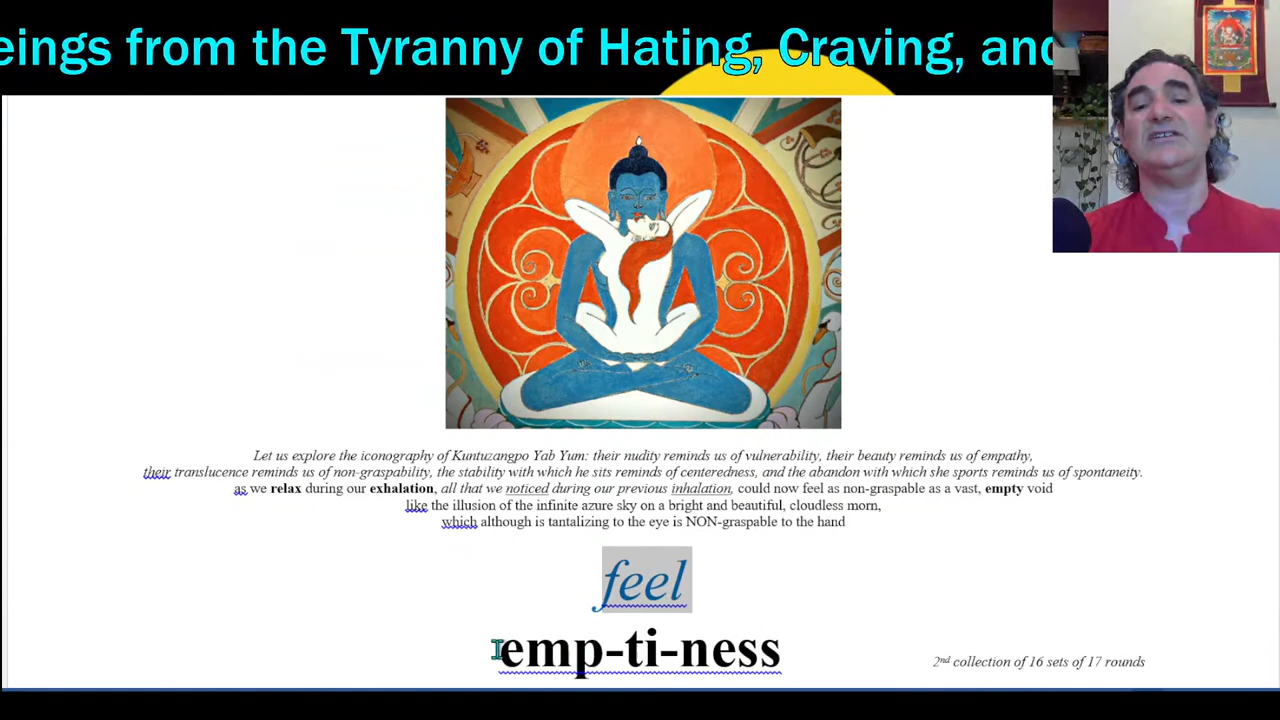 eings from the Tyranny of Hating, Craving, and
Let us explore the iconography of Kuntuzangpo Yab Yum: their nudity reminds us of vulnerability, their beauty reminds us of empathy,
their translucence reminds us of non-graspability, the stability with which he sits reminds of centeredness, and the abandon with which she sports reminds us of spontaneity.
as we relax during our exhalation, all that we noticed during our previous inhalation, could now feel as non-graspable as a vast, empty void
like the illusion of the infinite azure sky on a bright and beautiful, cloudless morn,
which although is tantalizing to the eye is NON-graspable to the hand
feel
emp-ti-ness
2nd collection of 16 sets of 17 rounds